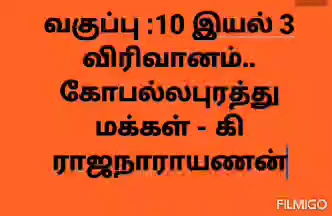 வகுப்பு :10 இயல் 3
விரிவானம்..
கோபல்லபுரத்து
மக்கள் - கி
ராஜநாராயணன்
FILMIGO